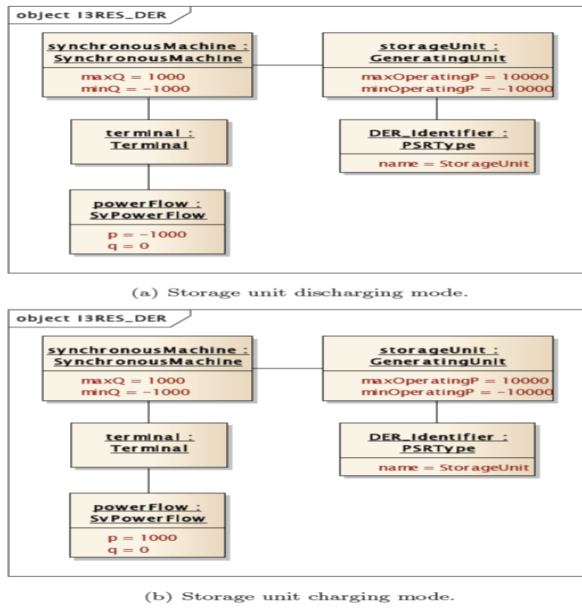 object I3RES_DER
synchronousMachine :
SynchronousMachine
maxQ = 1000
minQ = -1000
storageUnit :
GeneratingUnit
maxOperatingP = 10000
minOperatingP = -10000
terminal :
Terminal
DER_Identifier :
PSRType
name = StorageUnit
powerFlow :
SvPowerFlow
p = -1000
q = 0
(a) Storage unit discharging mode.
object I3RES_DER
synchronousMachine :
SynchronousMachine
maxQ = 1000
minQ = -1000
storageUnit :
GeneratingUnit
maxOperatingP = 10000
minOperatingP = -10000
terminal :
Terminal
DER_Identifier :
PSRType
name = StorageUnit
powerFlow :
SvPowerFlow
p = 1000
q = 0
(b) Storage unit charging mode.